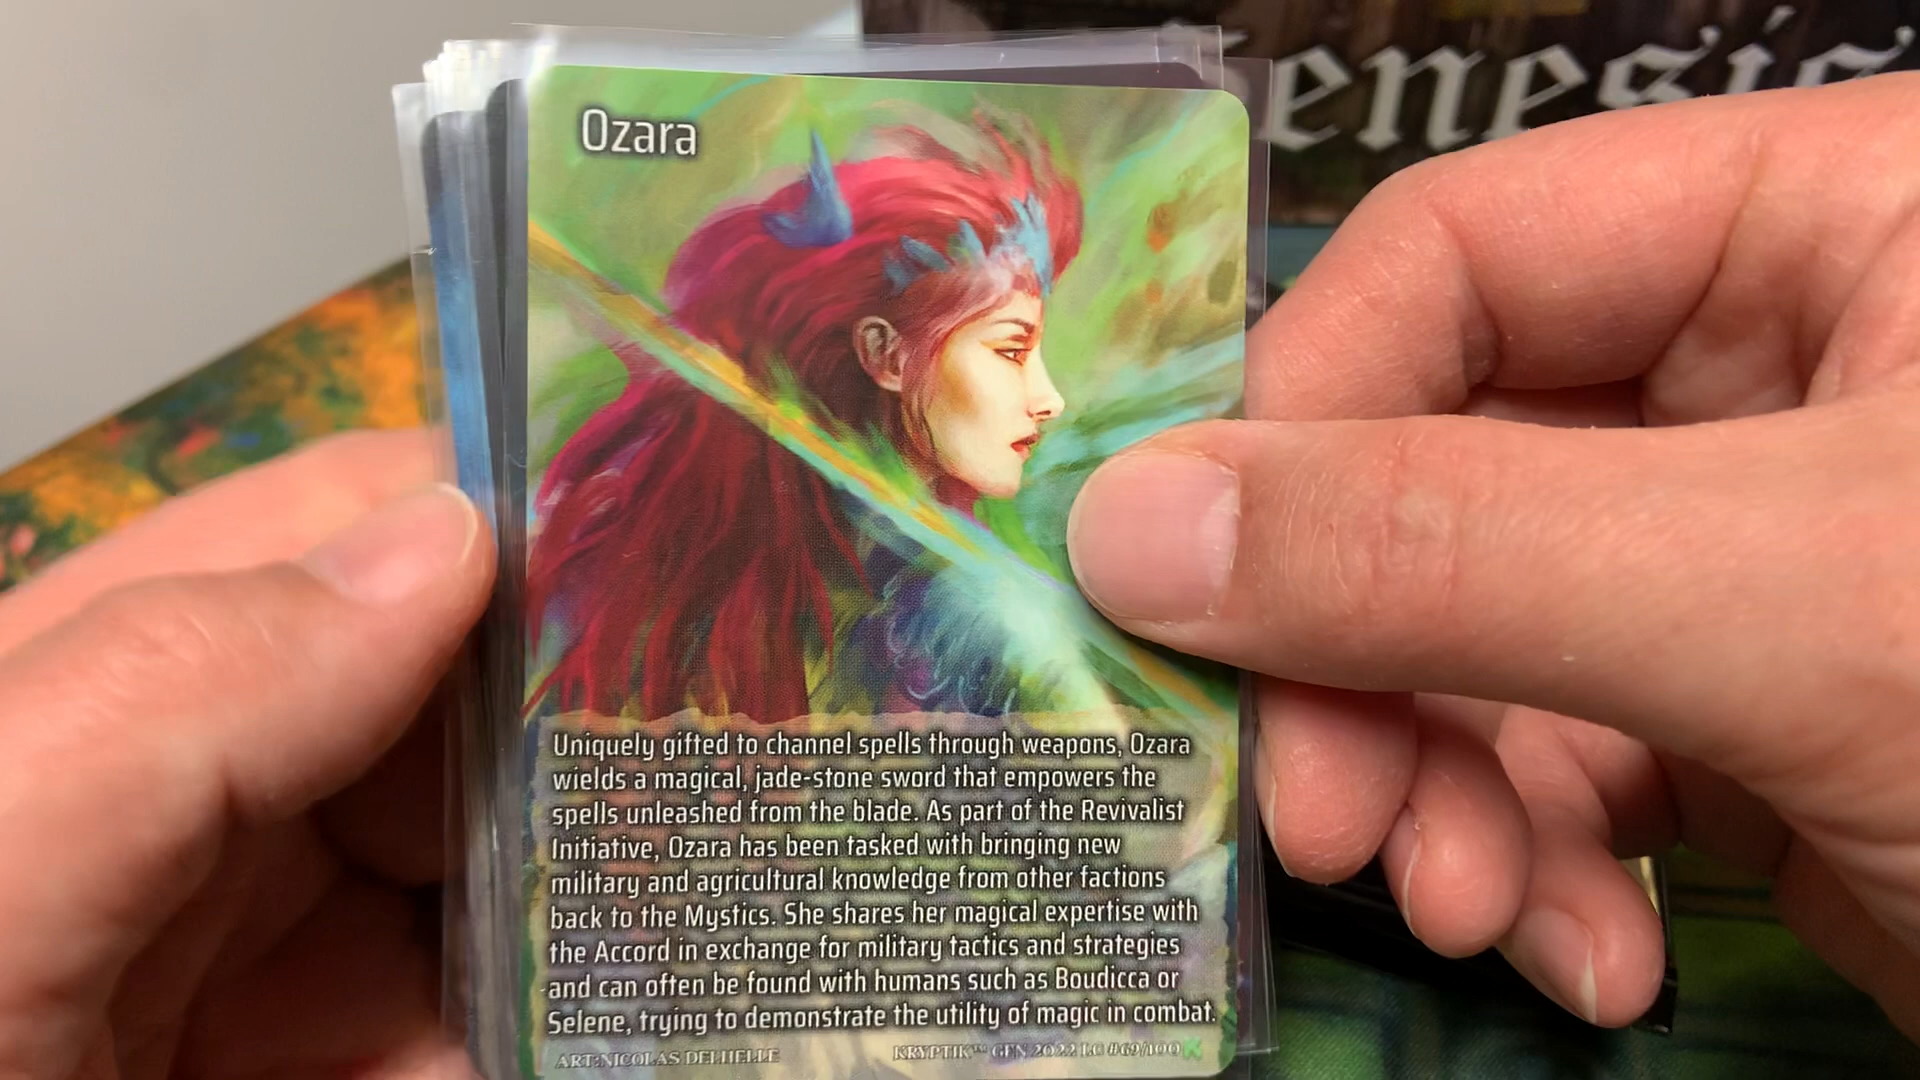 enesis
Ozara
Uniquely gifted to channel spells through weapons, Ozara
wields a magical, jade-stone sword that empowers the
spells unleashed from the blade. As part of the Revivalist
Initiative, Ozara has been tasked with bringing new
military and agricultural knowledge from other factions
back to the Mystics. She shares her magical expertise with
the Accord in exchange for military tactics and strategies
and can often be found with humans such as Boudicca or
Selene, trying to demonstrate the utility of magic in combat.
ART:NICOLAS DELHELLE KRYPTIK™ GEN 2022 LC #69/100